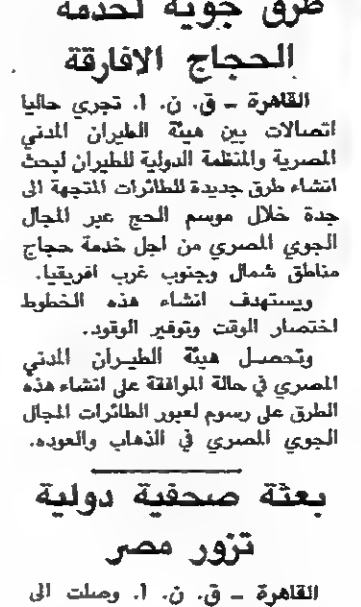 طرق جوية لخدمة
الحجاج الافارقة
القاهرة ـ ق. ن. ا. تجري حاليا
اتصالات بين هيئة الطيران المدني
المصرية والمنظمة الدولية للطيران لبحث
انشاء طرق جديدة للطائرات المتجهة الى
جدة خلال موسم الحج عبر المجال
الجوي المصري من اجل خدمة حجاج
مناطق شمال وجنوب غرب افريقيا.
ويستهدف انشاء هذه الخطوط
اختصار الوقت وتوفير الوقود.
وتحصل هيئة الطيران المدني
المصري في حالة الموافقة على انشاء هذه
الطرق على رسوم لعبور الطائرات المجال
الجوي المصري في الذهاب والعوده.
بعثة صحفية دولية
تزور مصر
القاهرة ـ ق. ن. ا. وصلت الى